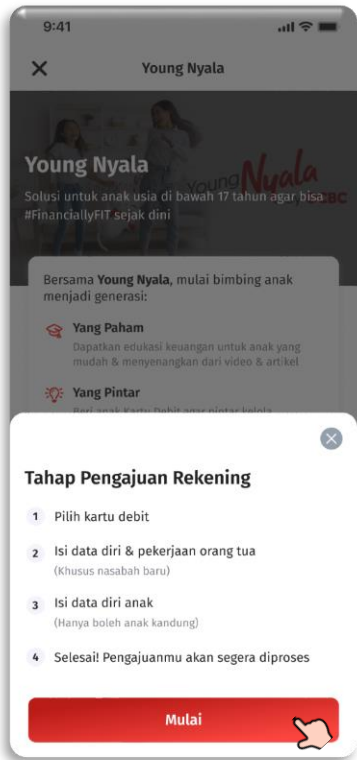 9:41
Young Nyala
Young Nyala
Young Nyala
Solusi untuk anak usia di bawah 17 tahun agar bisa
#FinanciallyFIT sejak dini
Bersama Young Nyala, mulai bimbing anak
menjadi generasi:
Yang Paham
Dapatkan edukasi keuangan untuk anak yang
mudah & menyenangkan dari video & artikel
Yang Pintar
Beri anak Kartu Debit agar pintar kelola
Tahap Pengajuan Rekening
1 Pilih kartu debit
2 Isi data diri & pekerjaan orang tua
(Khusus nasabah baru)
3 Isi data diri anak
(Hanya boleh anak kandung)
4 Selesai! Pengajuanmu akan segera diproses
Mulai